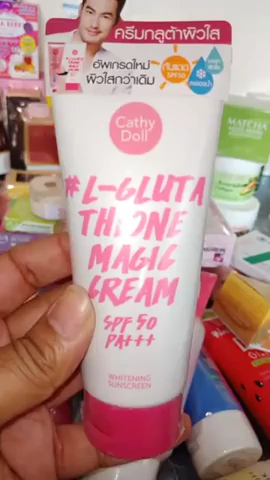 ครีมกลูต้าผิวใส
อัพเกรดใหม่
ผิวใสกว่าเดิม
กันแดด
SPF50
Cathy
Doll
#L-GLUTA
THIONE
MAGIC
CREAM
SPF 50
PA+++
WHITENING
SUNSCREEN
MATCHA